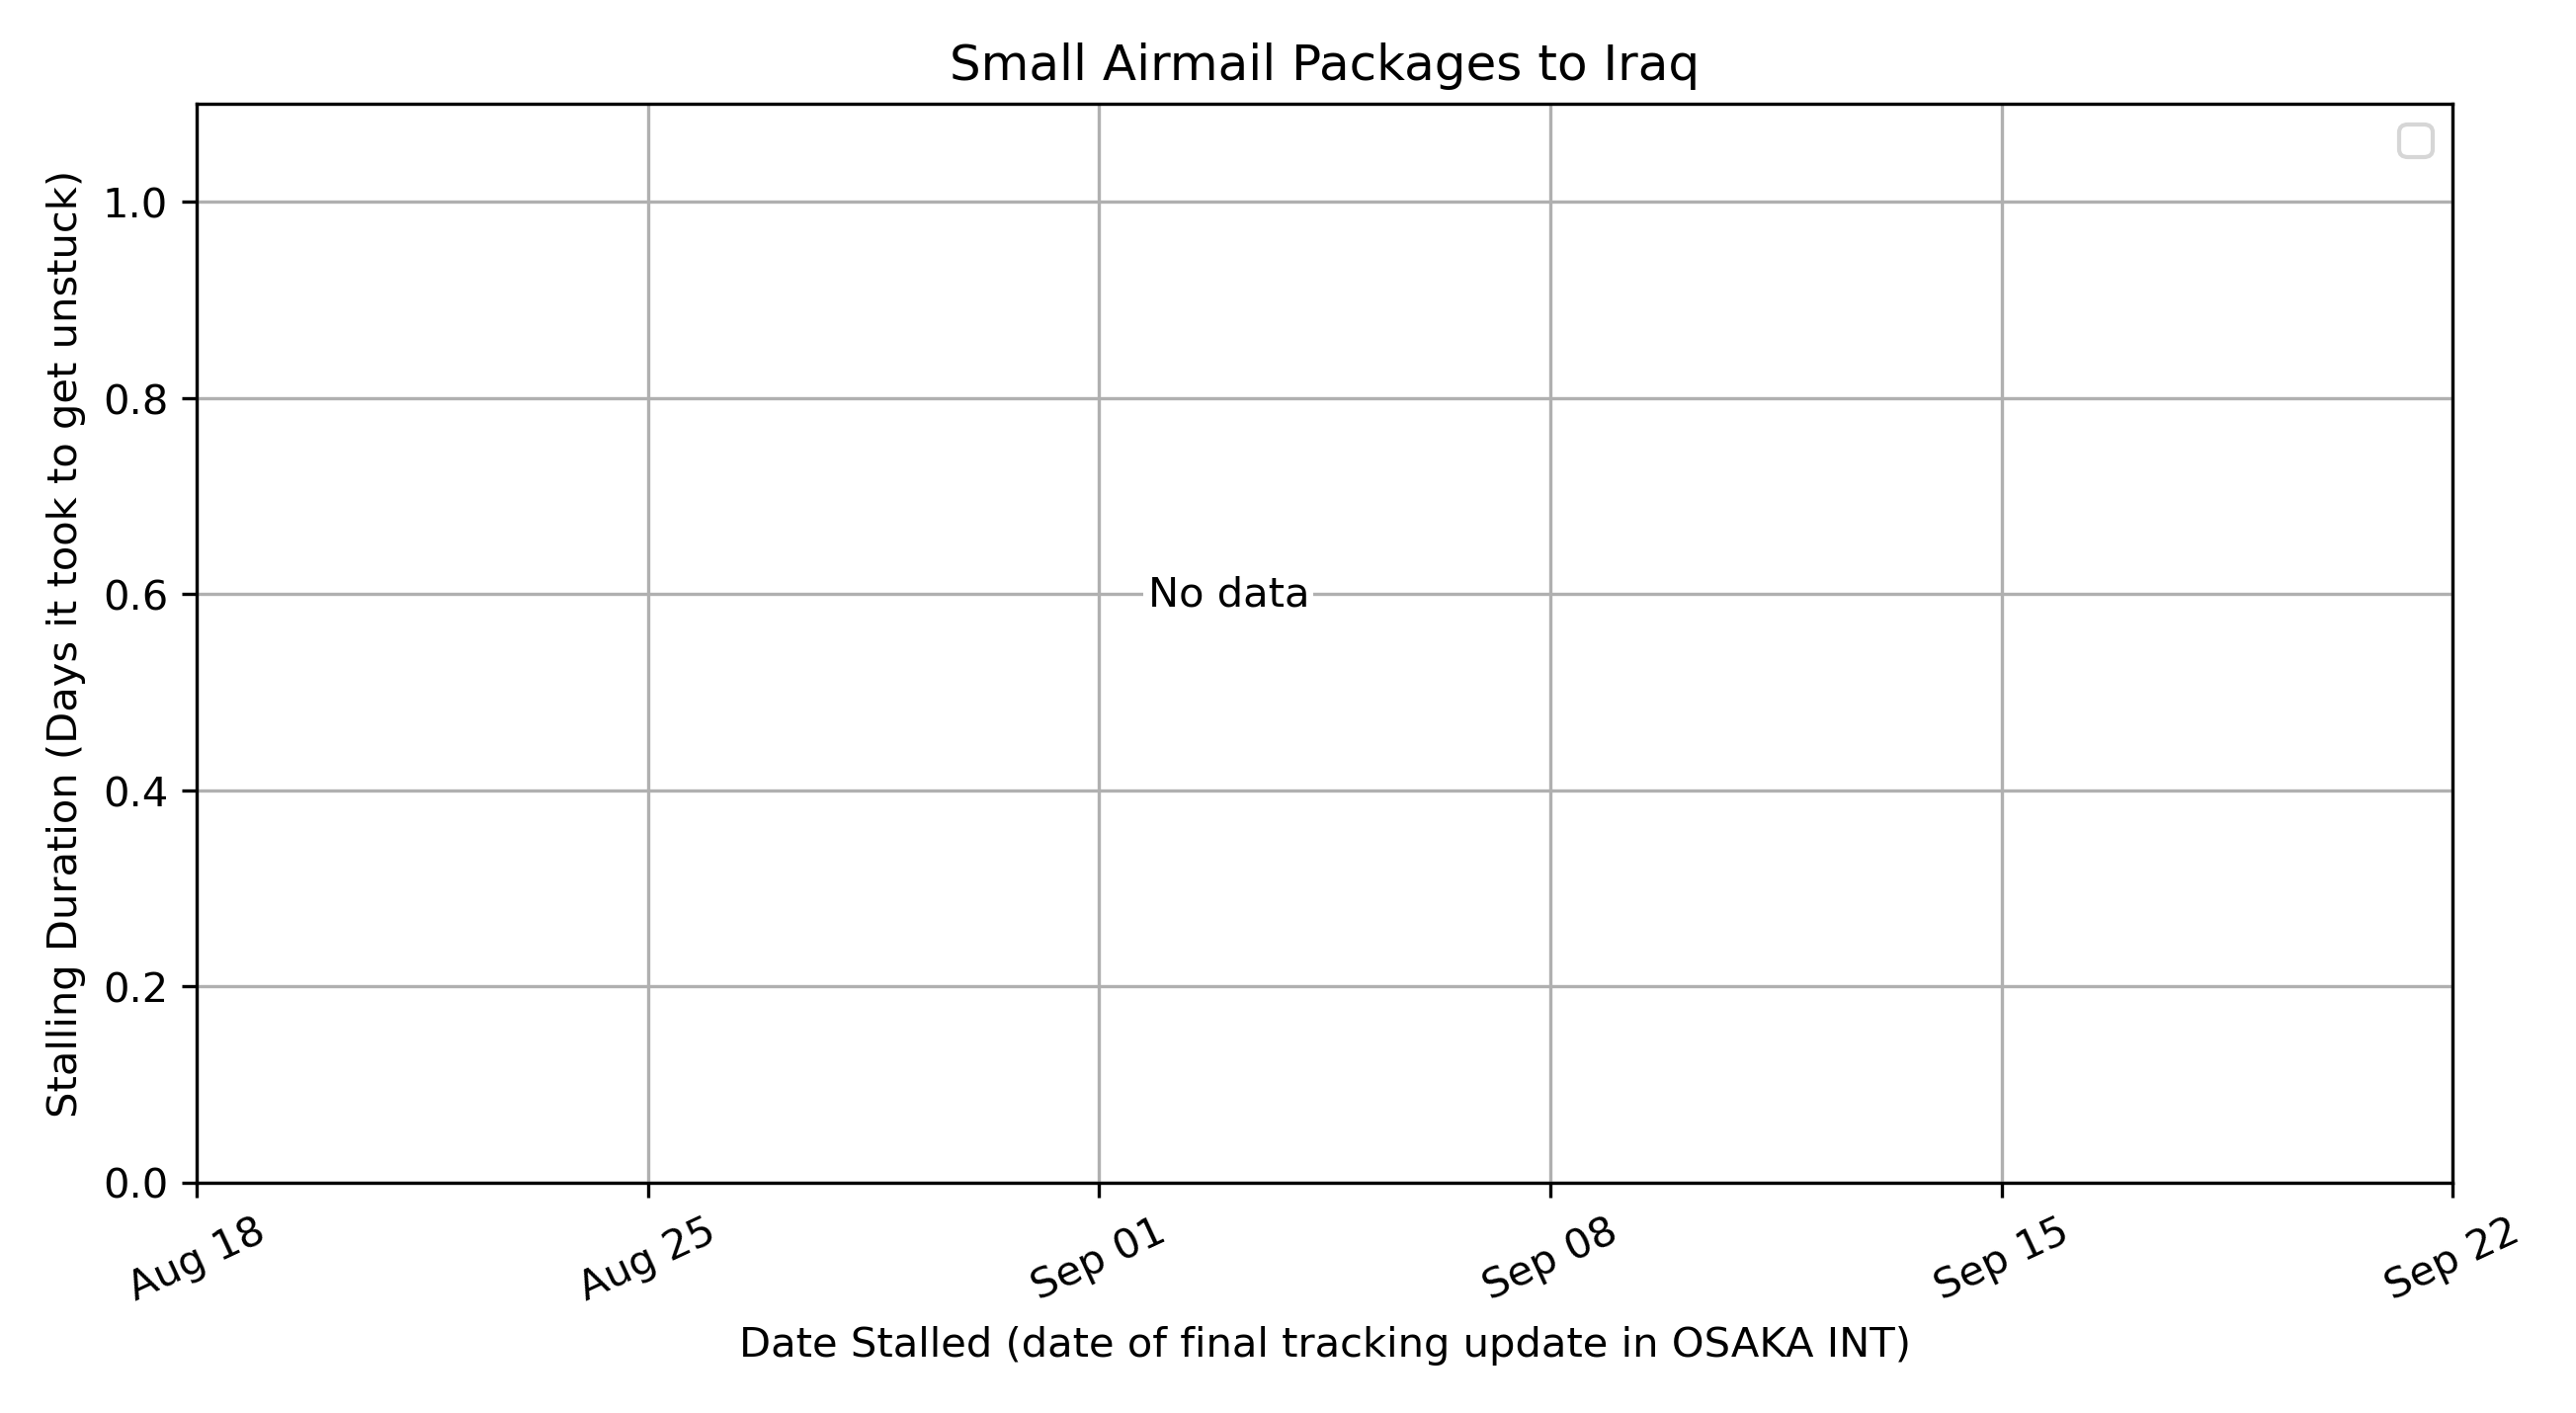 Small Airmail Packages to Iraq
Stalling Duration (Days it took to get unstuck)
1.0
0.8
0.6
0.4
0.2
0.0
No data
Aug 18
Aug 25
Sep 01
Sep 08
Sep 15
Sep 22
Date Stalled (date of final tracking update in OSAKA INT)